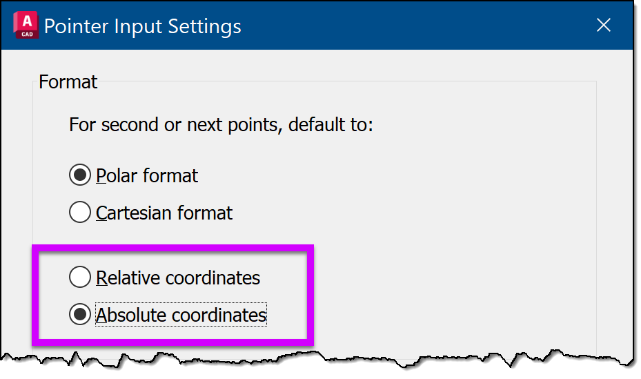 A
CAD
Pointer Input Settings
Format
For second or next points, default to:
Polar format
Cartesian format
Relative coordinates
Absolute coordinates